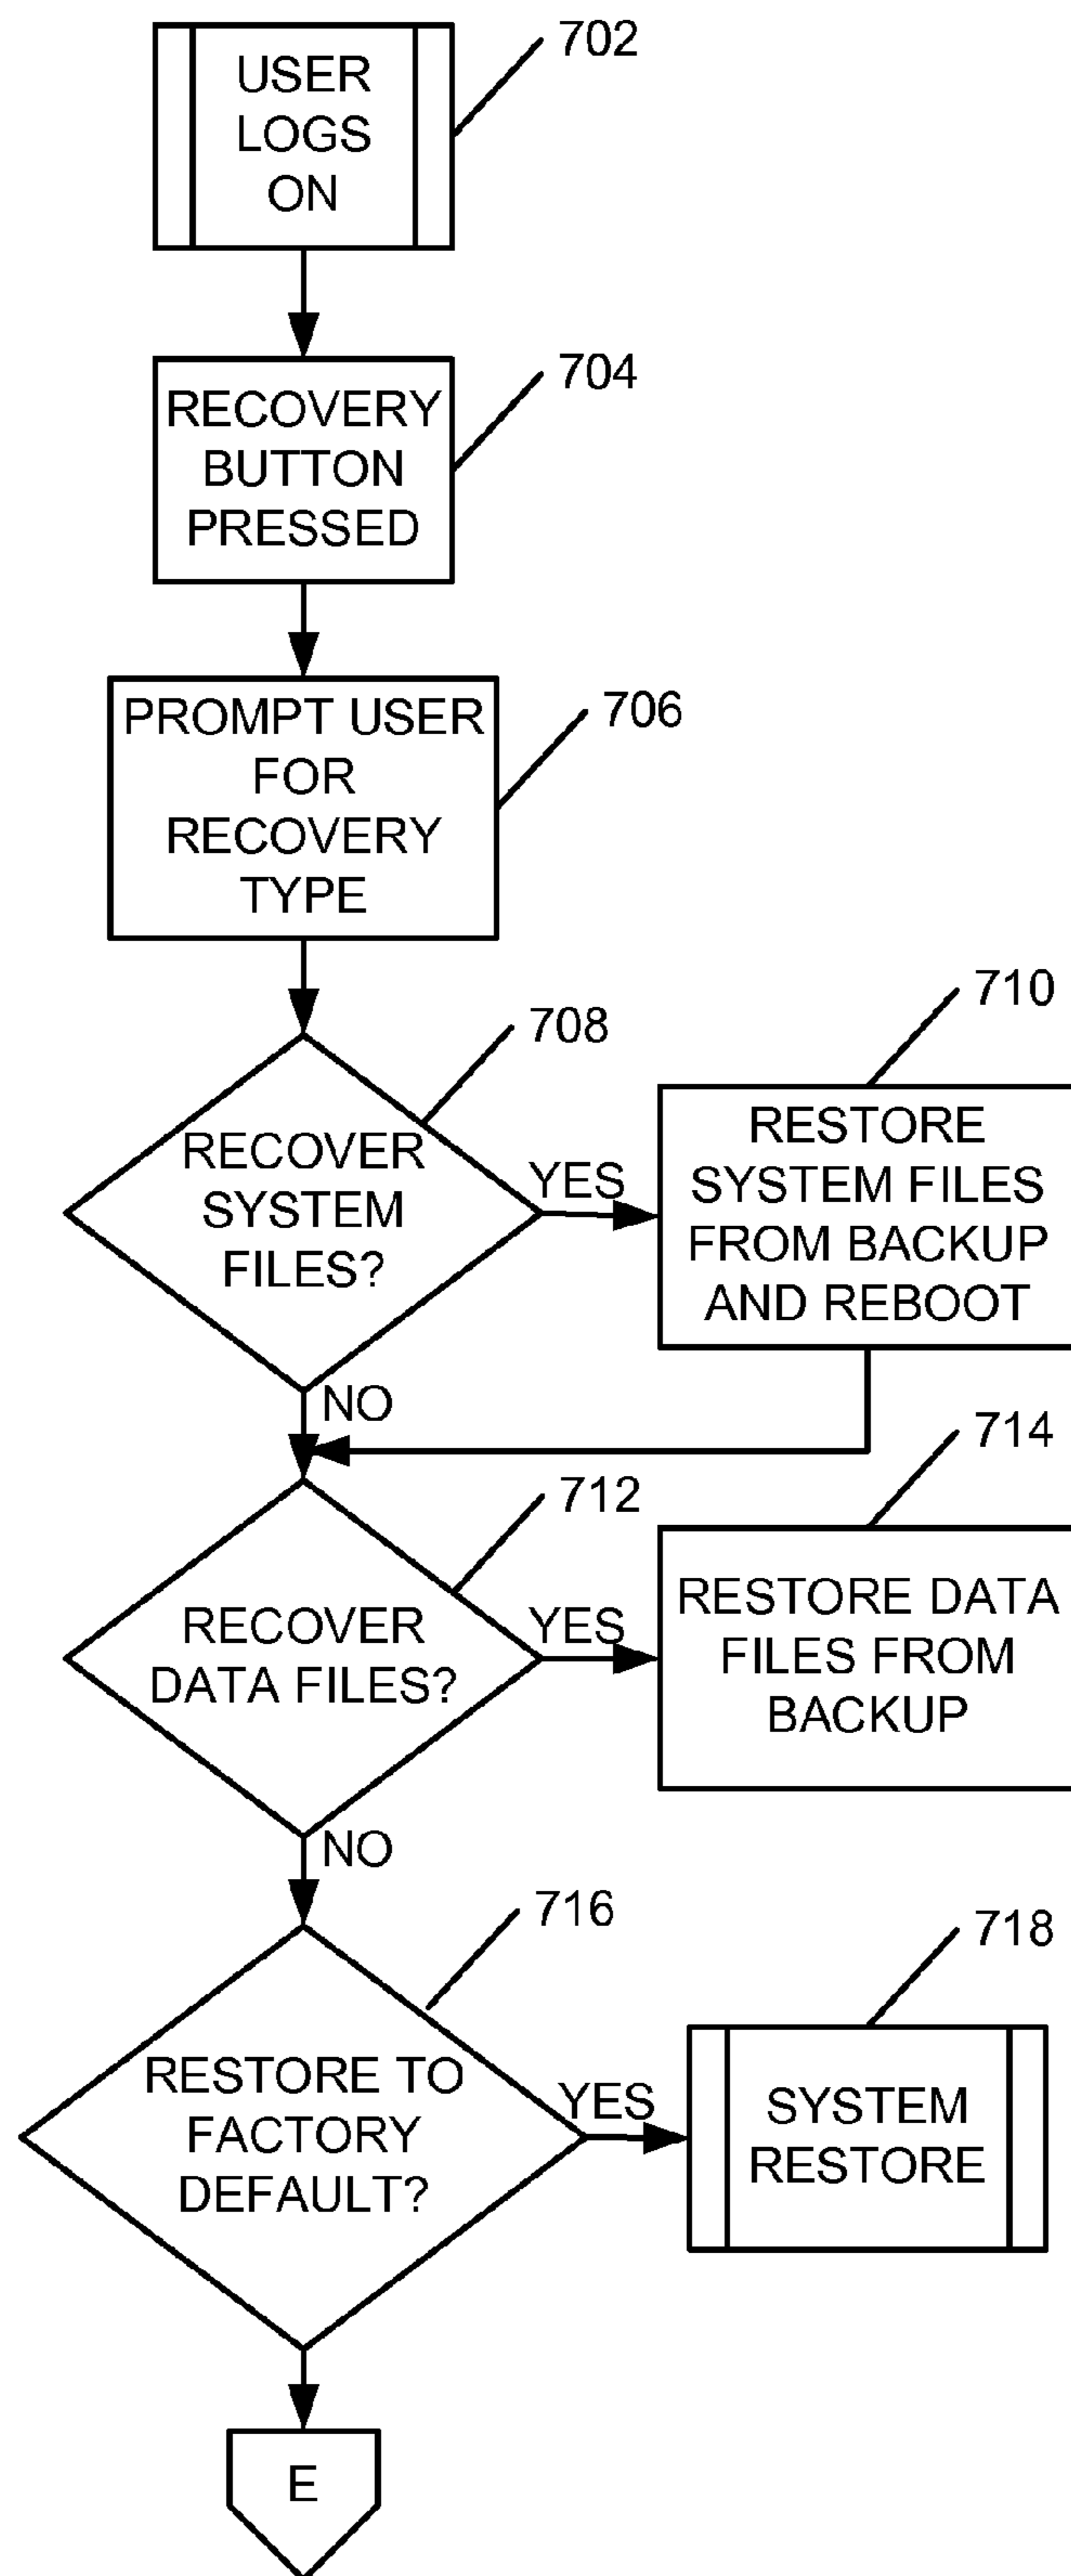 USER
LOGS
ON
702
RECOVERY
BUTTON
PRESSED
704
PROMPT USER
FOR
RECOVERY
TYPE
706
708
RECOVER
SYSTEM
FILES?
YES
710
RESTORE
SYSTEM FILES
FROM BACKUP
AND REBOOT
NO
712
RECOVER
DATA FILES?
YES
714
RESTORE DATA
FILES FROM
BACKUP
NO
716
RESTORE TO
FACTORY
DEFAULT?
YES
718
SYSTEM
RESTORE
E